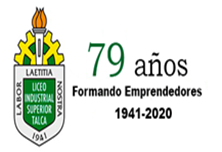 LAETITIA
LABOR
NOSTRA
LICEO
INDUSTRIAL
SUPERIOR
TALCA
1941
79 años
Formando Emprendedores
1941-2020